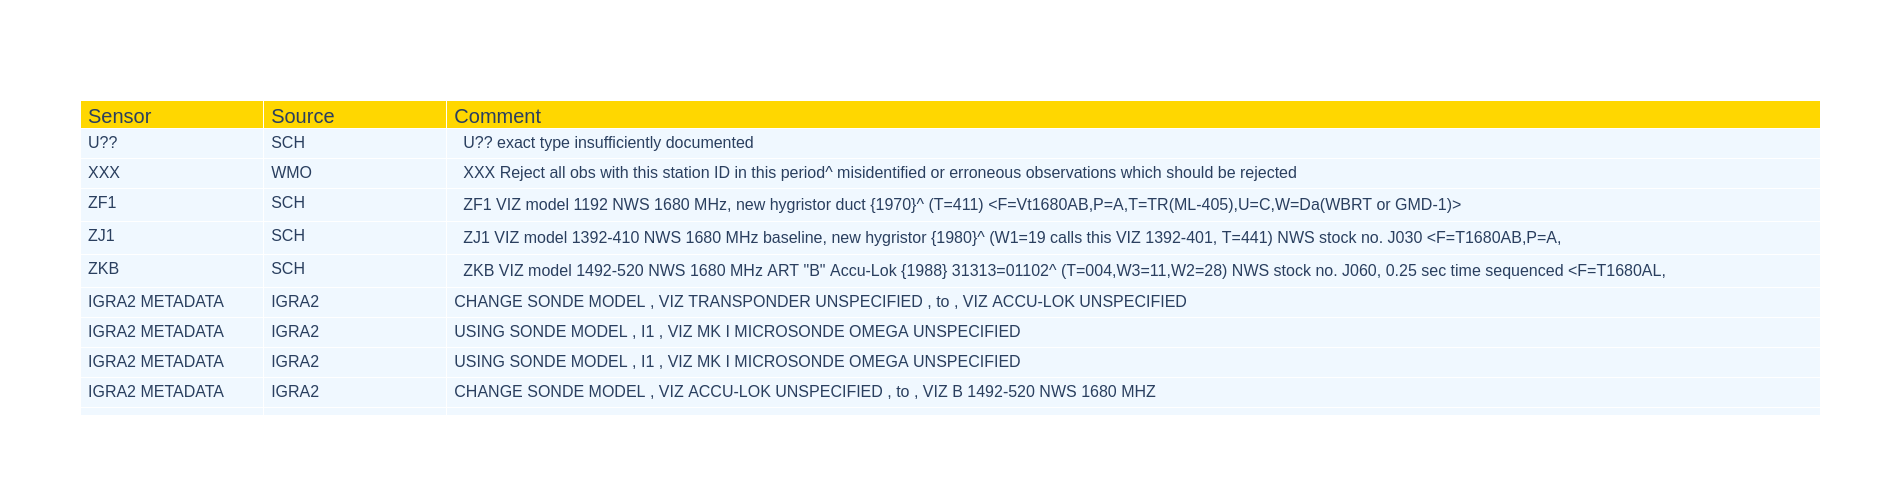 Sensor Source Comment
U?? SCH U?? exact type insufficiently documented
XXX WMO XXX Reject all obs with this station ID in this period^ misidentified or erroneous observations which should be rejected
ZF1 SCH ZF1 VIZ model 1192 NWS 1680 MHz, new hygristor duct {1970}^ (T=411) <F=Vt1680AB,P=A,T=TR(ML-405),U=C,W=Da(WBRT or GMD-1)>
ZJ1 SCH ZJ1 VIZ model 1392-410 NWS 1680 MHz baseline, new hygristor {1980}^ (W1=19 calls this VIZ 1392-401, T=441) NWS stock no. J030 <F=T1680AB,P=A,
ZKB SCH ZKB VIZ model 1492-520 NWS 1680 MHz ART "B" Accu-Lok {1988} 31313=01102^ (T=004,W3=11,W2=28) NWS stock no. J060, 0.25 sec time sequenced <F=T1680AL,
IGRA2 METADATA IGRA2 CHANGE SONDE MODEL , VIZ TRANSPONDER UNSPECIFIED , to , VIZ ACCU-LOK UNSPECIFIED
IGRA2 METADATA IGRA2 USING SONDE MODEL , I1 , VIZ MK I MICROSONDE OMEGA UNSPECIFIED
IGRA2 METADATA IGRA2 USING SONDE MODEL , I1 , VIZ MK I MICROSONDE OMEGA UNSPECIFIED
IGRA2 METADATA IGRA2 CHANGE SONDE MODEL , VIZ ACCU-LOK UNSPECIFIED , to , VIZ B 1492-520 NWS 1680 MHZ